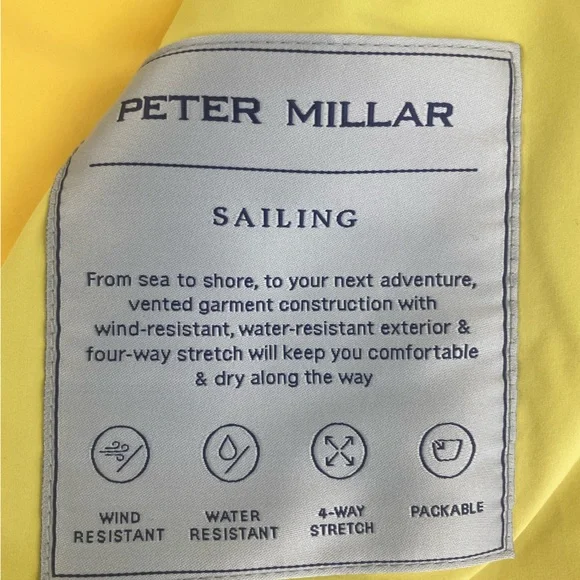 PETER MILLAR
SAILING
From sea to shore, to your next adventure,
vented garment construction with
wind-resistant, water-resistant exterior &
four-way stretch will keep you comfortable
& dry along the way
WIND
RESISTANT
WATER
RESISTANT
4-WAY
STRETCH
PACKABLE